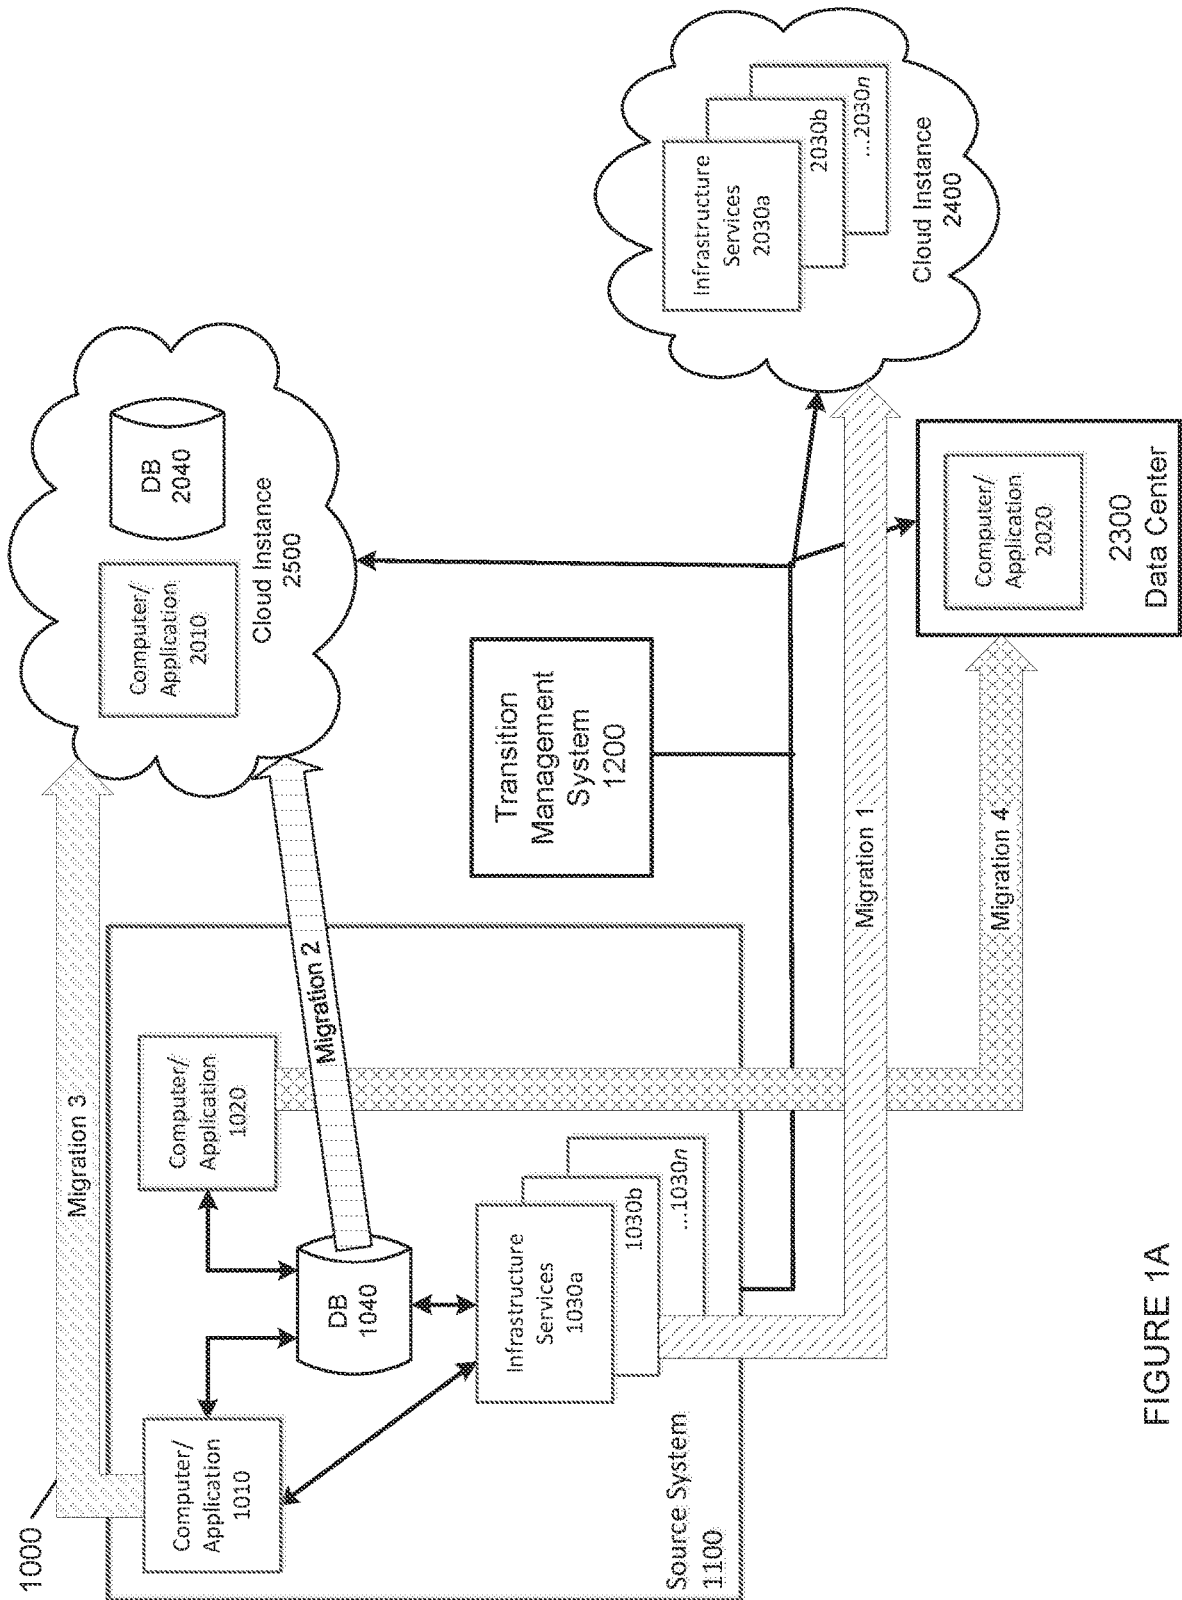 1000
Migration 3
Computer/
Application
1010
Computer/
Application
1020
DB
1040
Migration 2
Infrastructure
Services
1030a
1030b
...1030n
Source System
1100
Computer/
Application
2010
DB
2040
Cloud Instance
2500
Transition
Management
System
1200
Migration 1
Migration 4
Infrastructure
Services
2030a
2030b
...2030n
Cloud Instance
2400
Computer/
Application
2020
2300
Data Center
FIGURE 1A